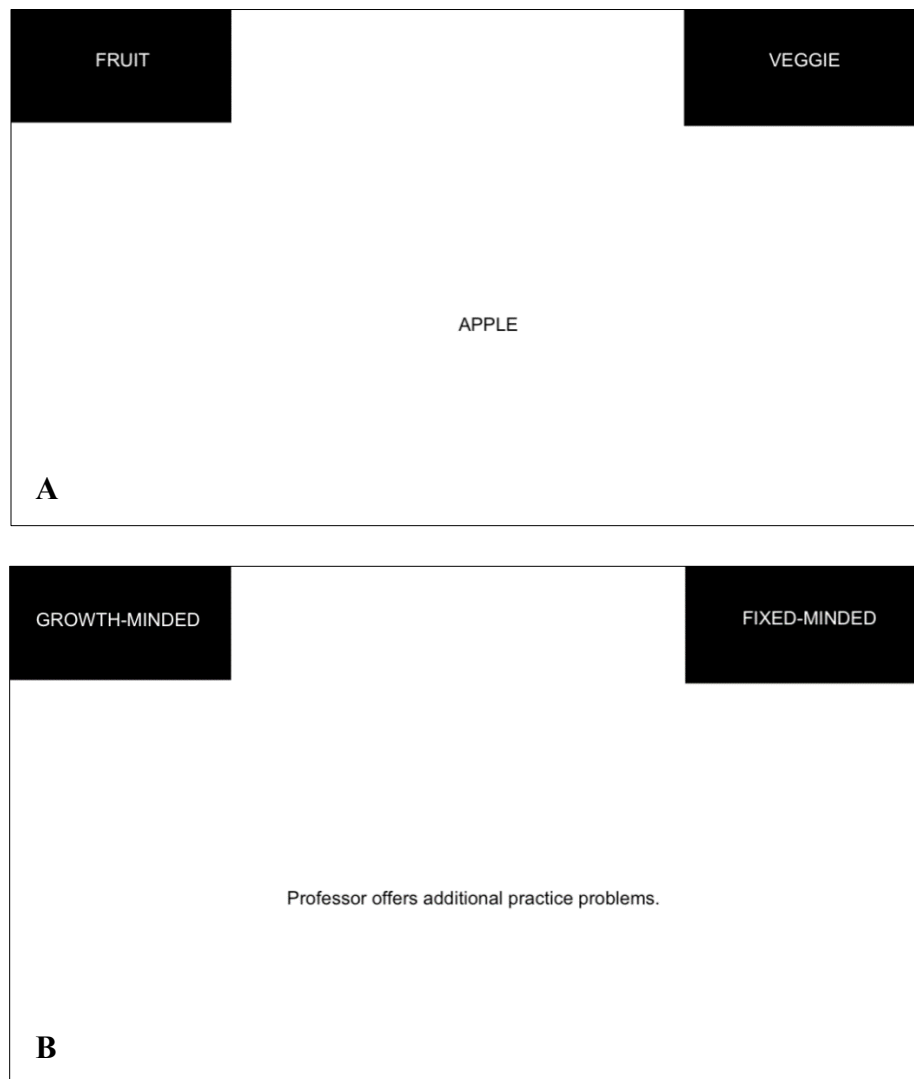 FRUIT
VEGGIE
APPLE
A
GROWTH-MINDED
FIXED-MINDED
Professor offers additional practice problems.
B